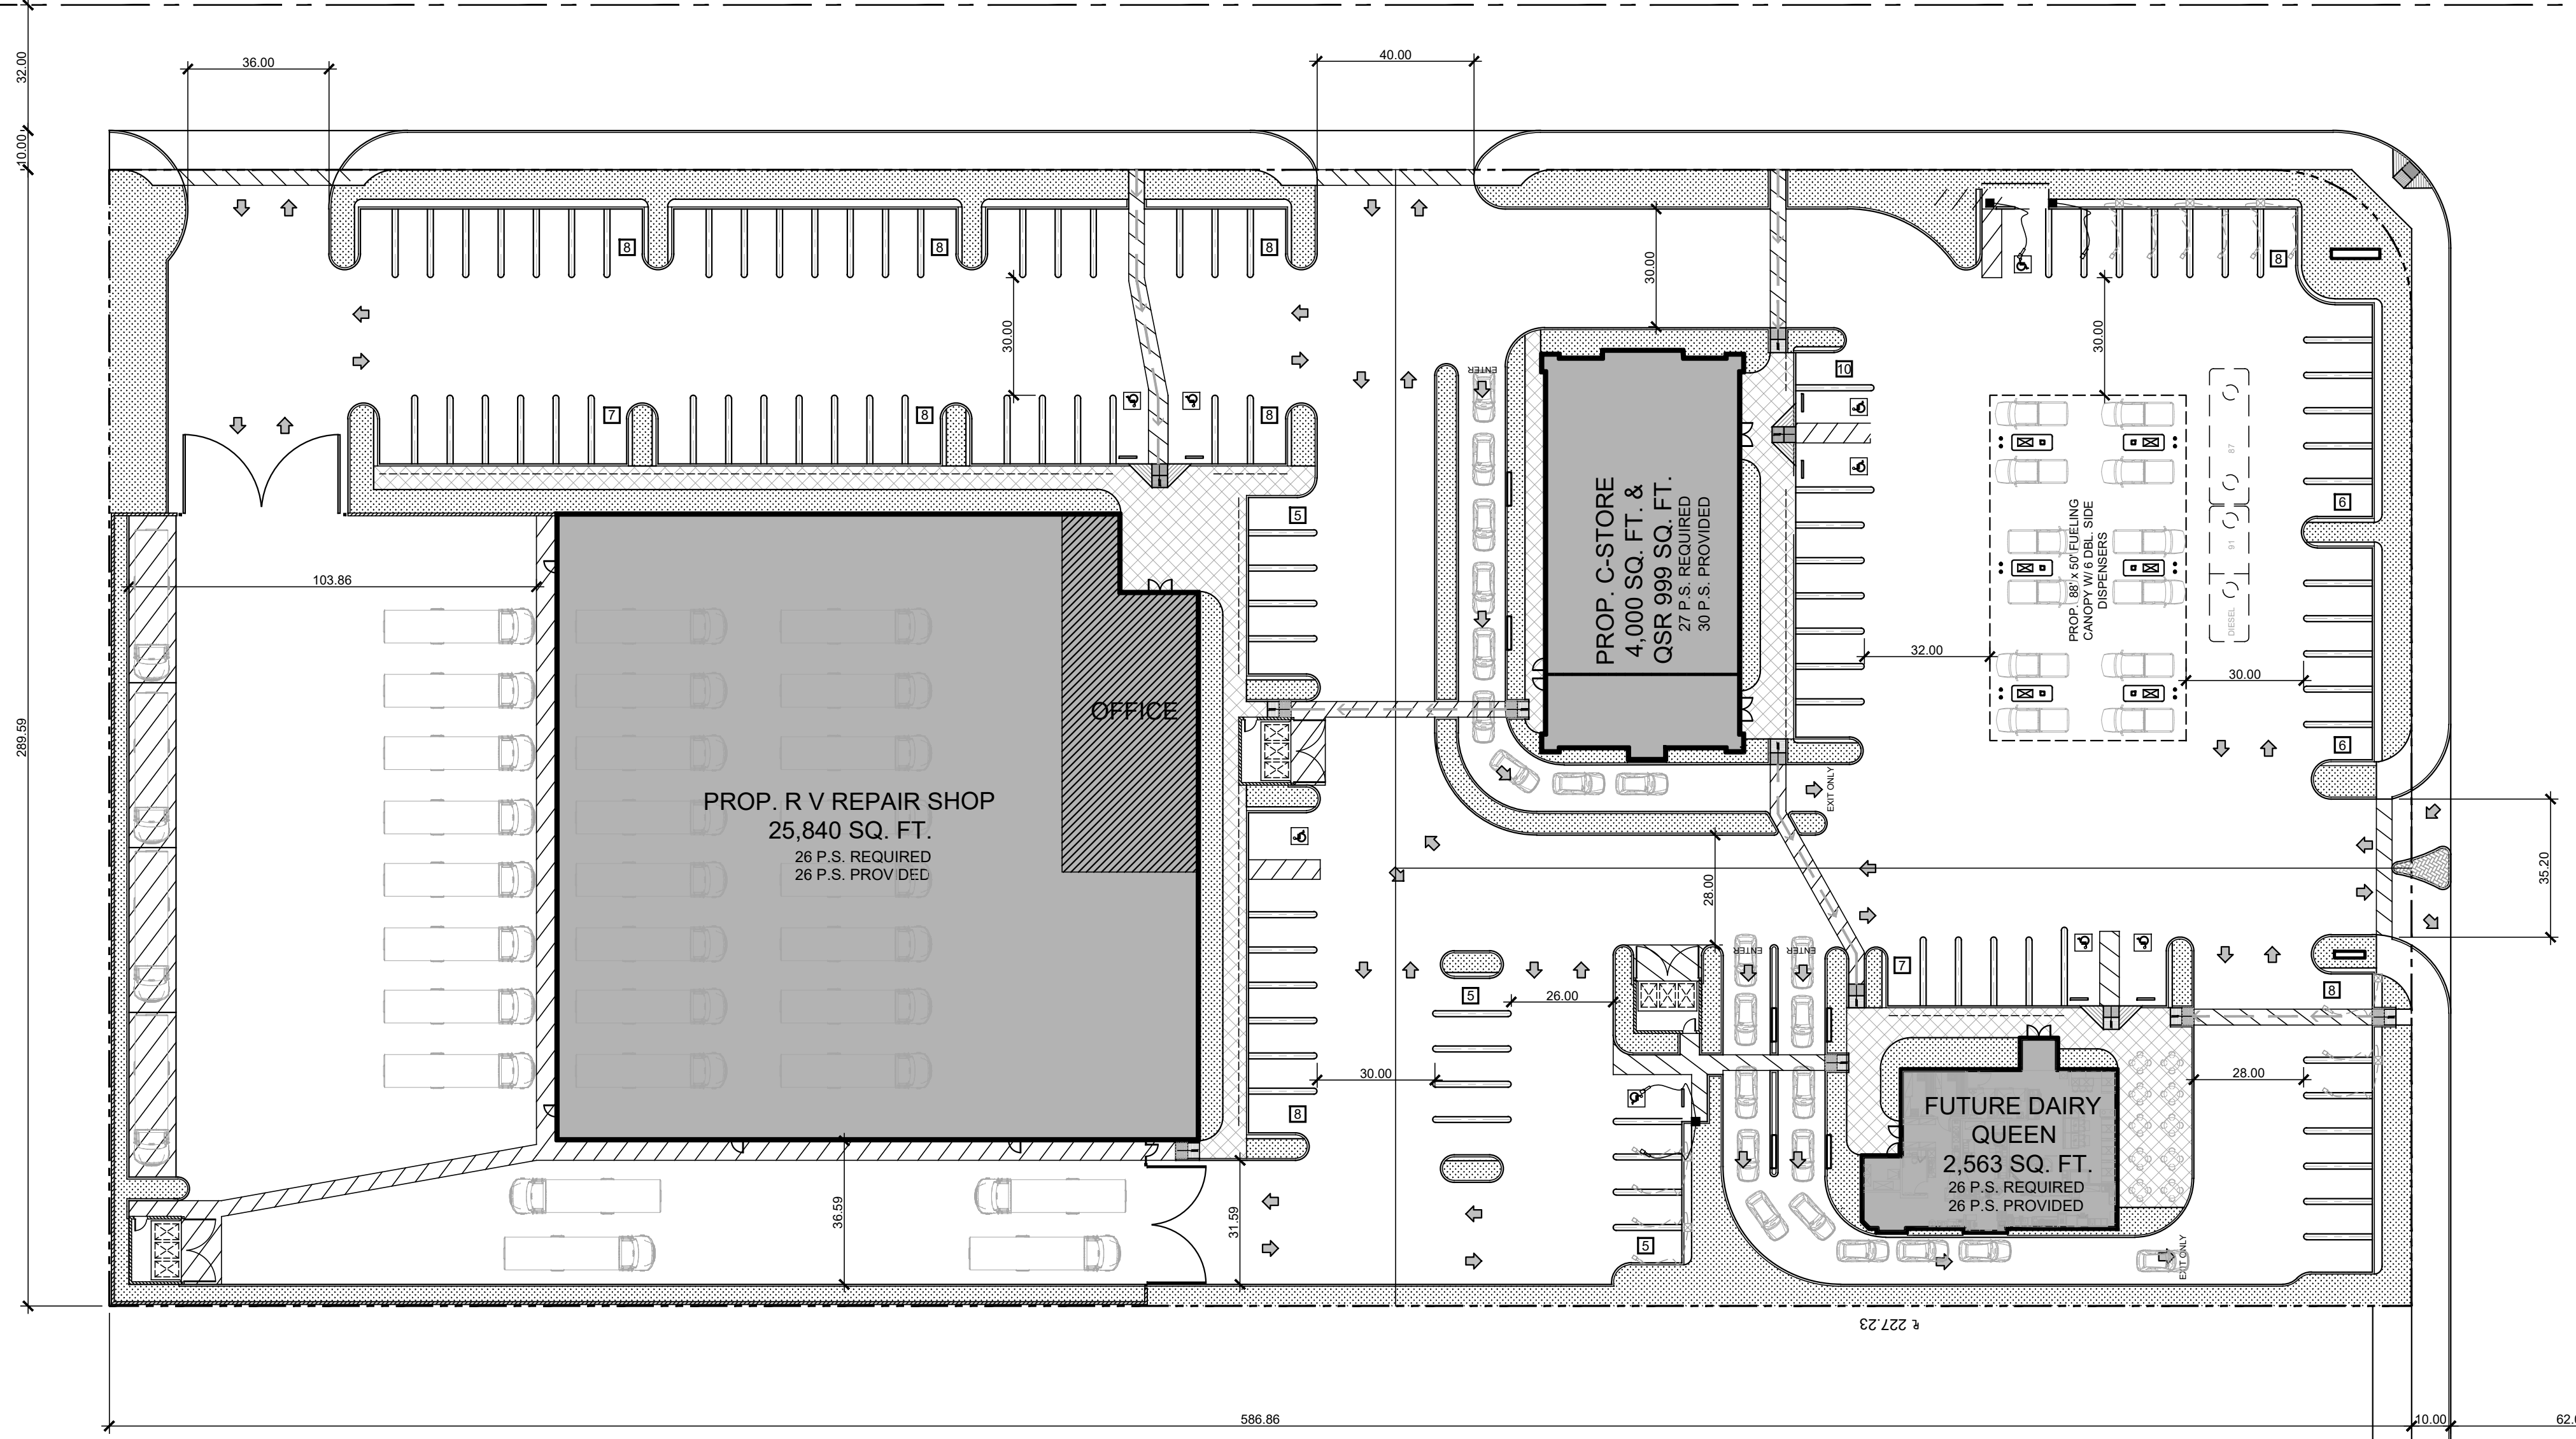 36.00
40.00
32.00
10.00
8
8
8
8
30.00
30.00
30.00
ENTER
10
7
8
8
6
5
87
91
DIESEL
PROP. C-STORE
4,000 SQ. FT. &
QSR 999 SQ. FT.
27 P.S. REQUIRED
30 P.S. PROVIDED
PROP. 88' x 50' FUELING
CANOPY W/ 6 DBL. SIDE
DISPENSERS
103.86
32.00
30.00
OFFICE
289.59
6
EXIT ONLY
PROP. R V REPAIR SHOP
25,840 SQ. FT.
26 P.S. REQUIRED
26 P.S. PROVIDED
28.00
35.20
ENTER
ENTER
7
5
26.00
8
30.00
28.00
8
FUTURE DAIRY
QUEEN
2,563 SQ. FT.
26 P.S. REQUIRED
26 P.S. PROVIDED
36.59
31.59
5
EXIT ONLY
227.23
586.86
10.00